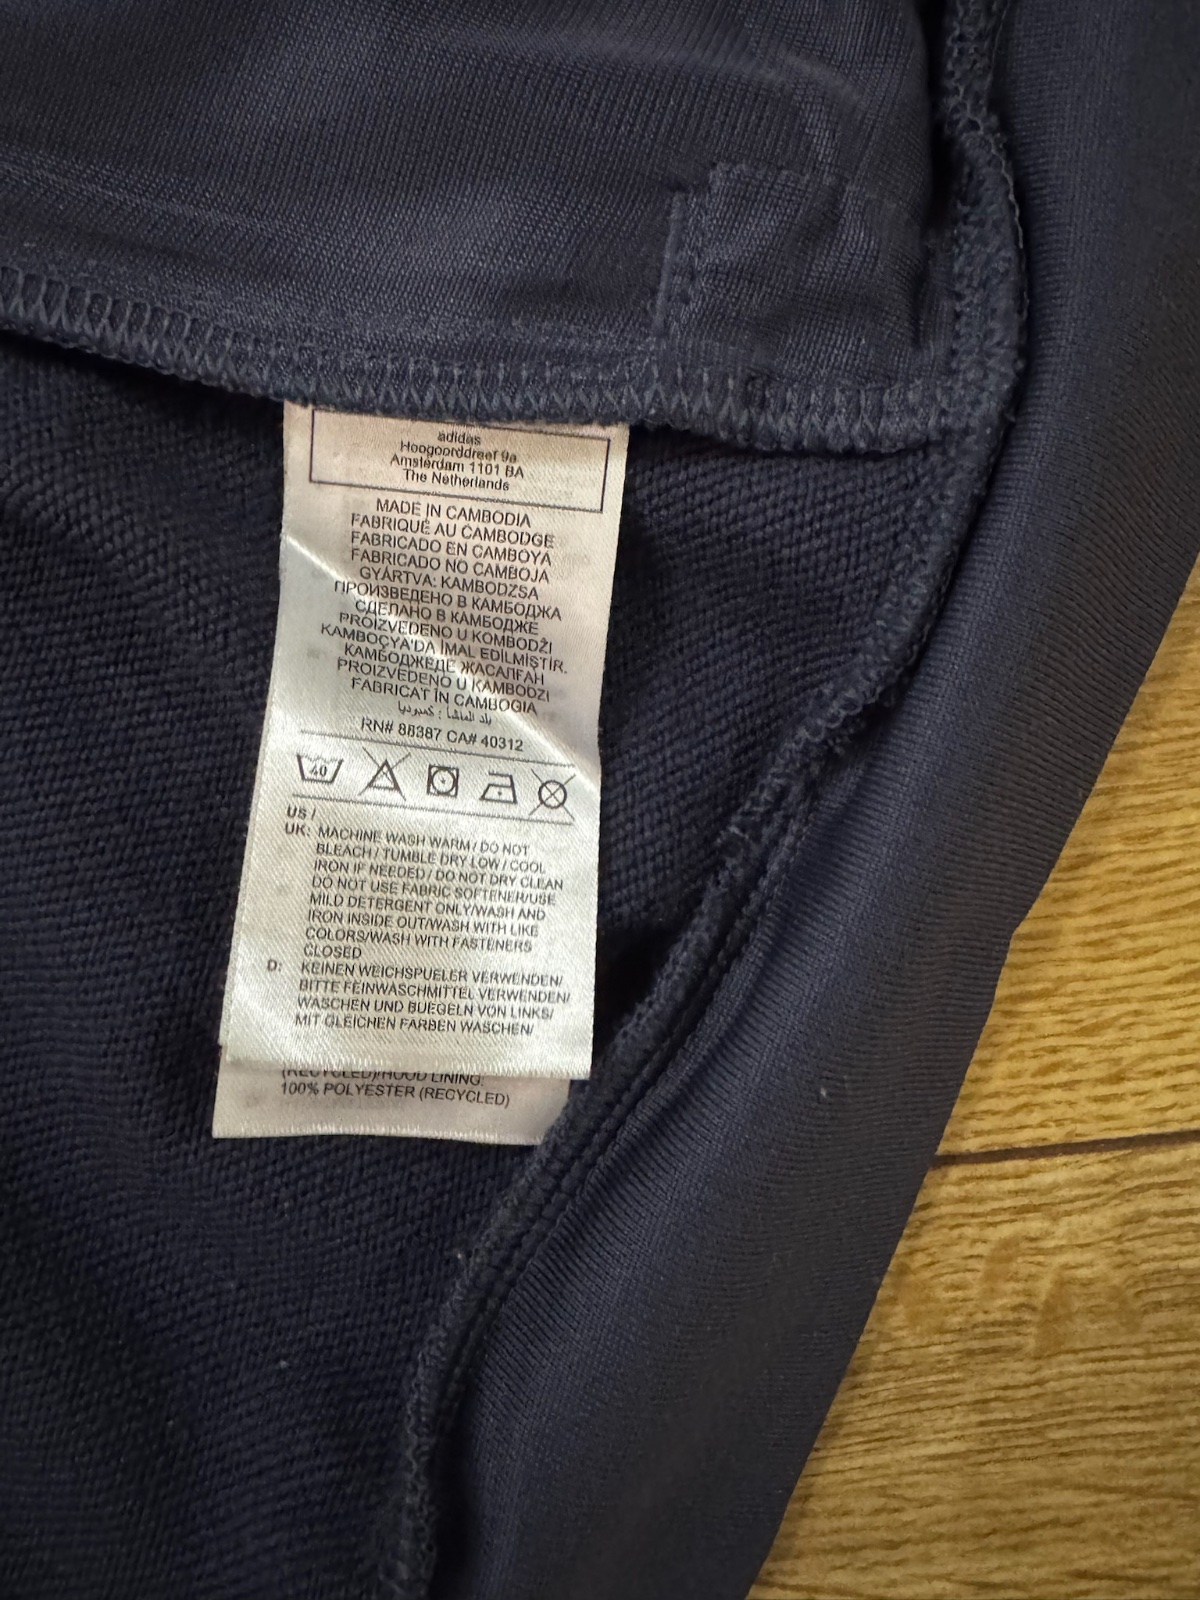 adidas
Hoogoorddreef 9a
Amsterdam 1101 BA
The Netherlands
MADE IN CAMBODIA
FABRIQUÉ AU CAMBODGE
FABRICADO EN CAMBOYA
FABRICADO NO CAMBOJA
GYÁRTVA: KAMBODZSA
ПРОИЗВЕДЕНО В КАМБОДЖА
СДЕЛАНО В КАМБОДЖЕ
PROIZVEDENO U KOMBODŽI
KAMBOÇYA'DA İMAL EDİLMİŞTİR.
КАМБОДЖЕДЕ ЖАСАЛҒАН
PROIZVEDENO U KAMBODZI
FABRICAT ÎN CAMBOGIA
بلد المنشأ : كمبوديا
RN# 88387 CA# 40312
40
US /
UK: MACHINE WASH WARM / DO NOT
BLEACH / TUMBLE DRY LOW / COOL
IRON IF NEEDED / DO NOT DRY CLEAN
DO NOT USE FABRIC SOFTENER/USE
MILD DETERGENT ONLY/WASH AND
IRON INSIDE OUT/WASH WITH LIKE
COLORS/WASH WITH FASTENERS
CLOSED
D: KEINEN WEICHSPUELER VERWENDEN/
BITTE FEINWASCHMITTEL VERWENDEN/
WASCHEN UND BUEGELN VON LINKS/
MIT GLEICHEN FARBEN WASCHEN/
(RECYCLED)/HOOD LINING:
100% POLYESTER (RECYCLED)